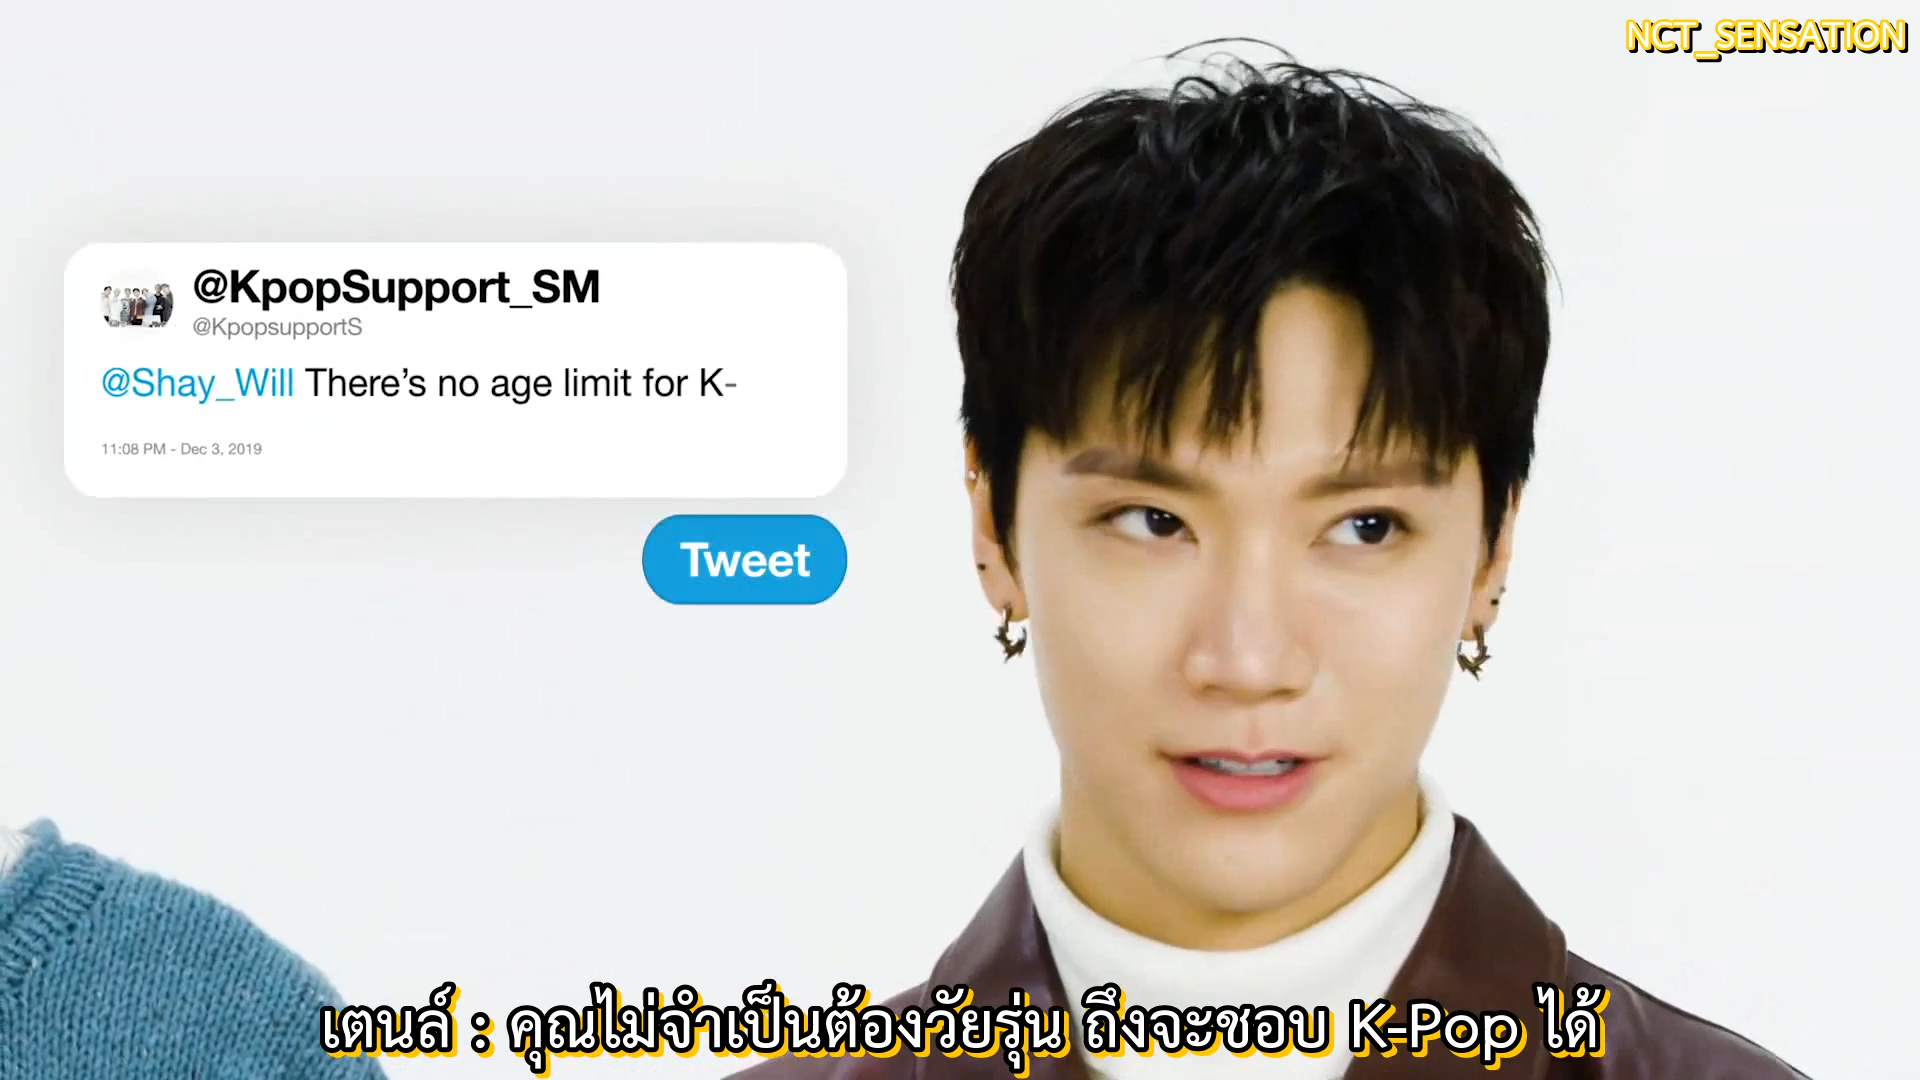 NCT_SENSATION
@KpopSupport_SM
@KpopsupportS
@Shay_Will There’s no age limit for K-
11:08 PM - Dec 3, 2019
Tweet
เตนล์ : คุณไม่จำเป็นต้องวัยรุ่น ถึงจะชอบ K-Pop ได้